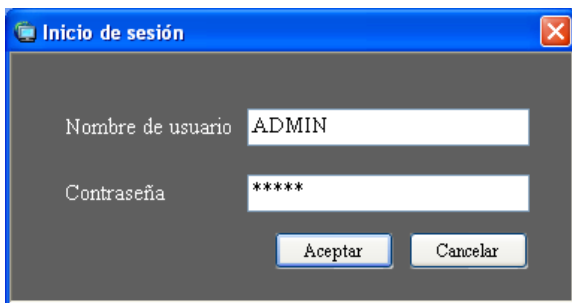 Inicio de sesión
Nombre de usuario ADMIN
Contraseña *****
Aceptar Cancelar